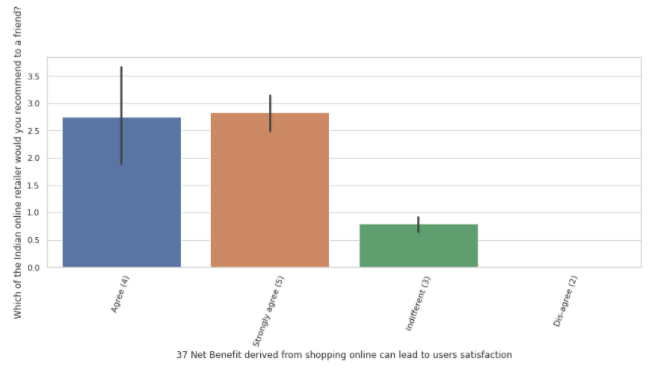 Which of the Indian online retailer would you recommend to a friend?
3.5
3.0
2.5
2.0
1.5
1.0
0.5
0.0
Agree (4)
Strongly agree (5)
indifferent (3)
Dis-agree (2)
37 Net Benefit derived from shopping online can lead to users satisfaction